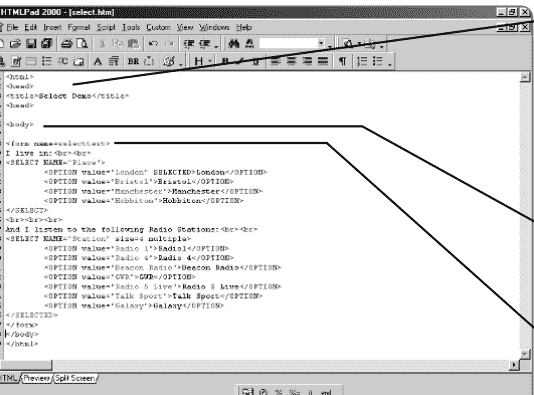 HTMLPad 2000 - [select.htm]
File Edit Insert Format Script Tools Custom View Windows Help
BR H B U
<html>
<head>
<title>Select Demo</title>
<head>
<body>
<form name=selecttext>
I live in:<br><br>
<SELECT NAME="Place">
<OPTION value="London" SELECTED>London</OPTION>
<OPTION value="Bristol">Bristol</OPTION>
<OPTION value="Manchester">Manchester</OPTION>
<OPTION value="Hobbiton">Hobbiton</OPTION>
</SELECT>
<br><br><br>
And I listen to the following Radio Stations:<br><br>
<SELECT NAME="Station" size=4 multiple>
<OPTION value="Radio 1">Radio1</OPTION>
<OPTION value="Radio 4">Radio 4</OPTION>
<OPTION value="Beacon Radio">Beacon Radio</OPTION>
<OPTION value="GWR">GWR</OPTION>
<OPTION value="Radio 5 Live">Radio 5 Live</OPTION>
<OPTION value="Talk Sport">Talk Sport</OPTION>
<OPTION value="Galaxy">Galaxy</OPTION>
</SELECTED>
</form>
</body>
</html>
HTML Preview Split Screen